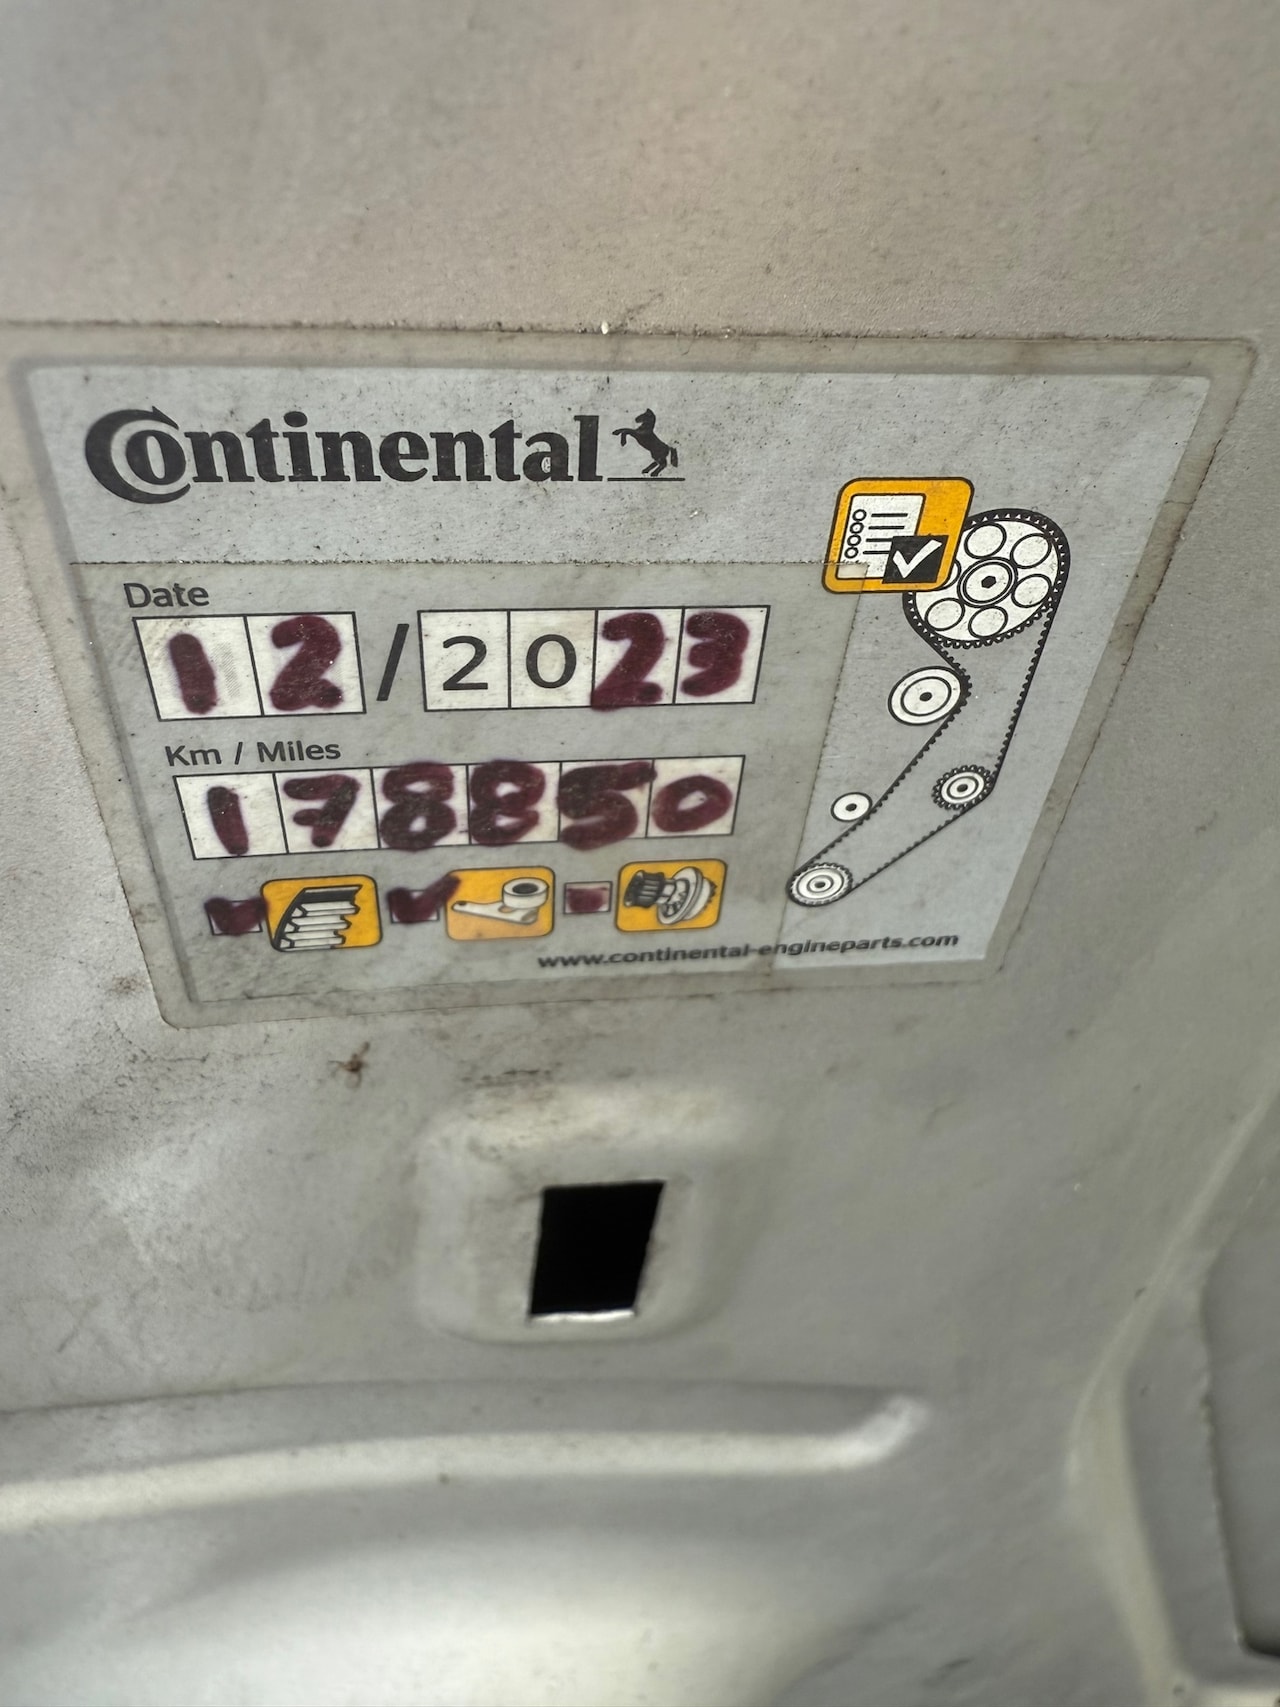 Continental
Date
12/2023
Km / Miles
178850
www.continental-engineparts.com